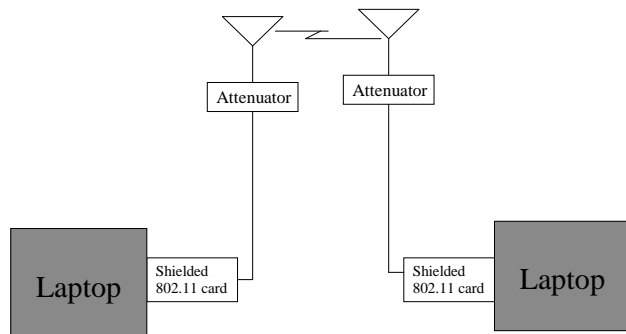 Attenuator
Attenuator
Laptop
Shielded
802.11 card
Shielded
802.11 card
Laptop